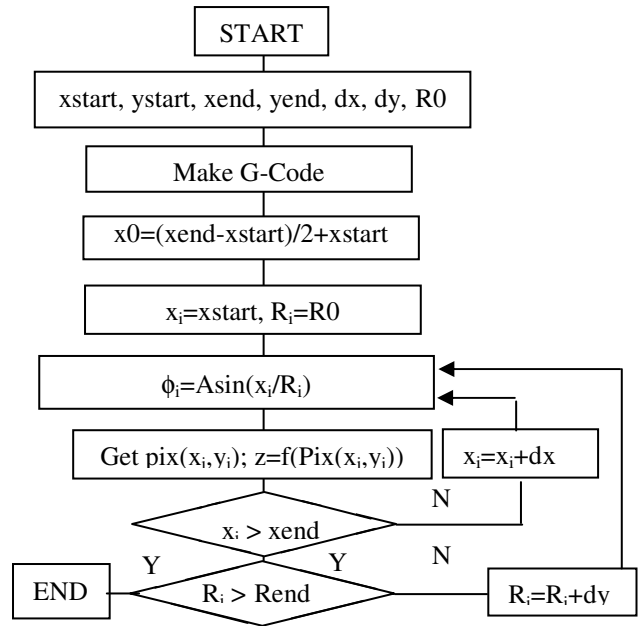 START
xstart, ystart, xend, yend, dx, dy, R0
Make G-Code
x0=(xend-xstart)/2+xstart
xᵢ=xstart, Rᵢ=R0
ϕᵢ=Asin(xᵢ/Rᵢ)
Get pix(xᵢ,yᵢ); z=f(Pix(xᵢ,yᵢ))
xᵢ=xᵢ+dx
N
xᵢ > xend
Y
Y
N
END
Rᵢ > Rend
Rᵢ=Rᵢ+dy